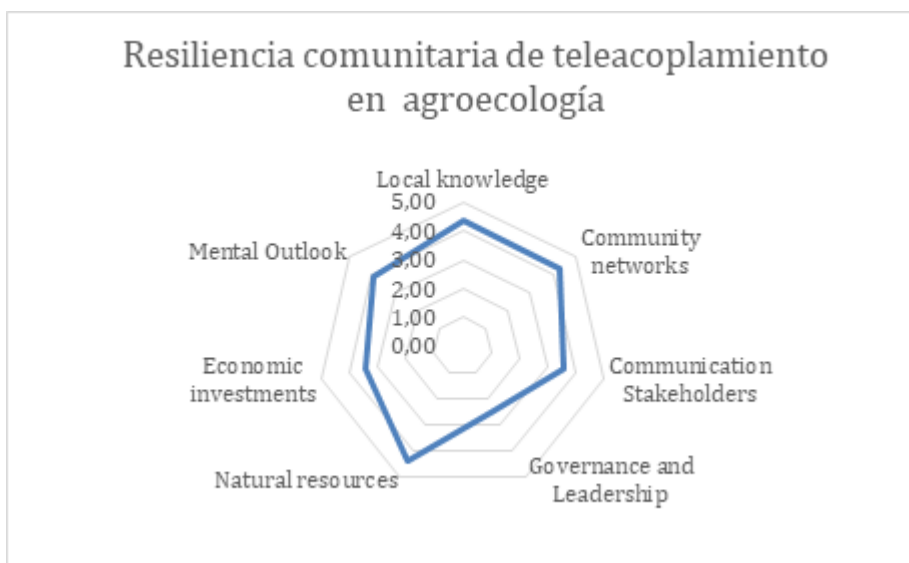 Resiliencia comunitaria de teleacoplamiento
en agroecología
Local knowledge
5,00
4,00
3,00
2,00
1,00
0,00
Community
networks
Communication
Stakeholders
Governance and
Leadership
Natural resources
Economic
investments
Mental Outlook